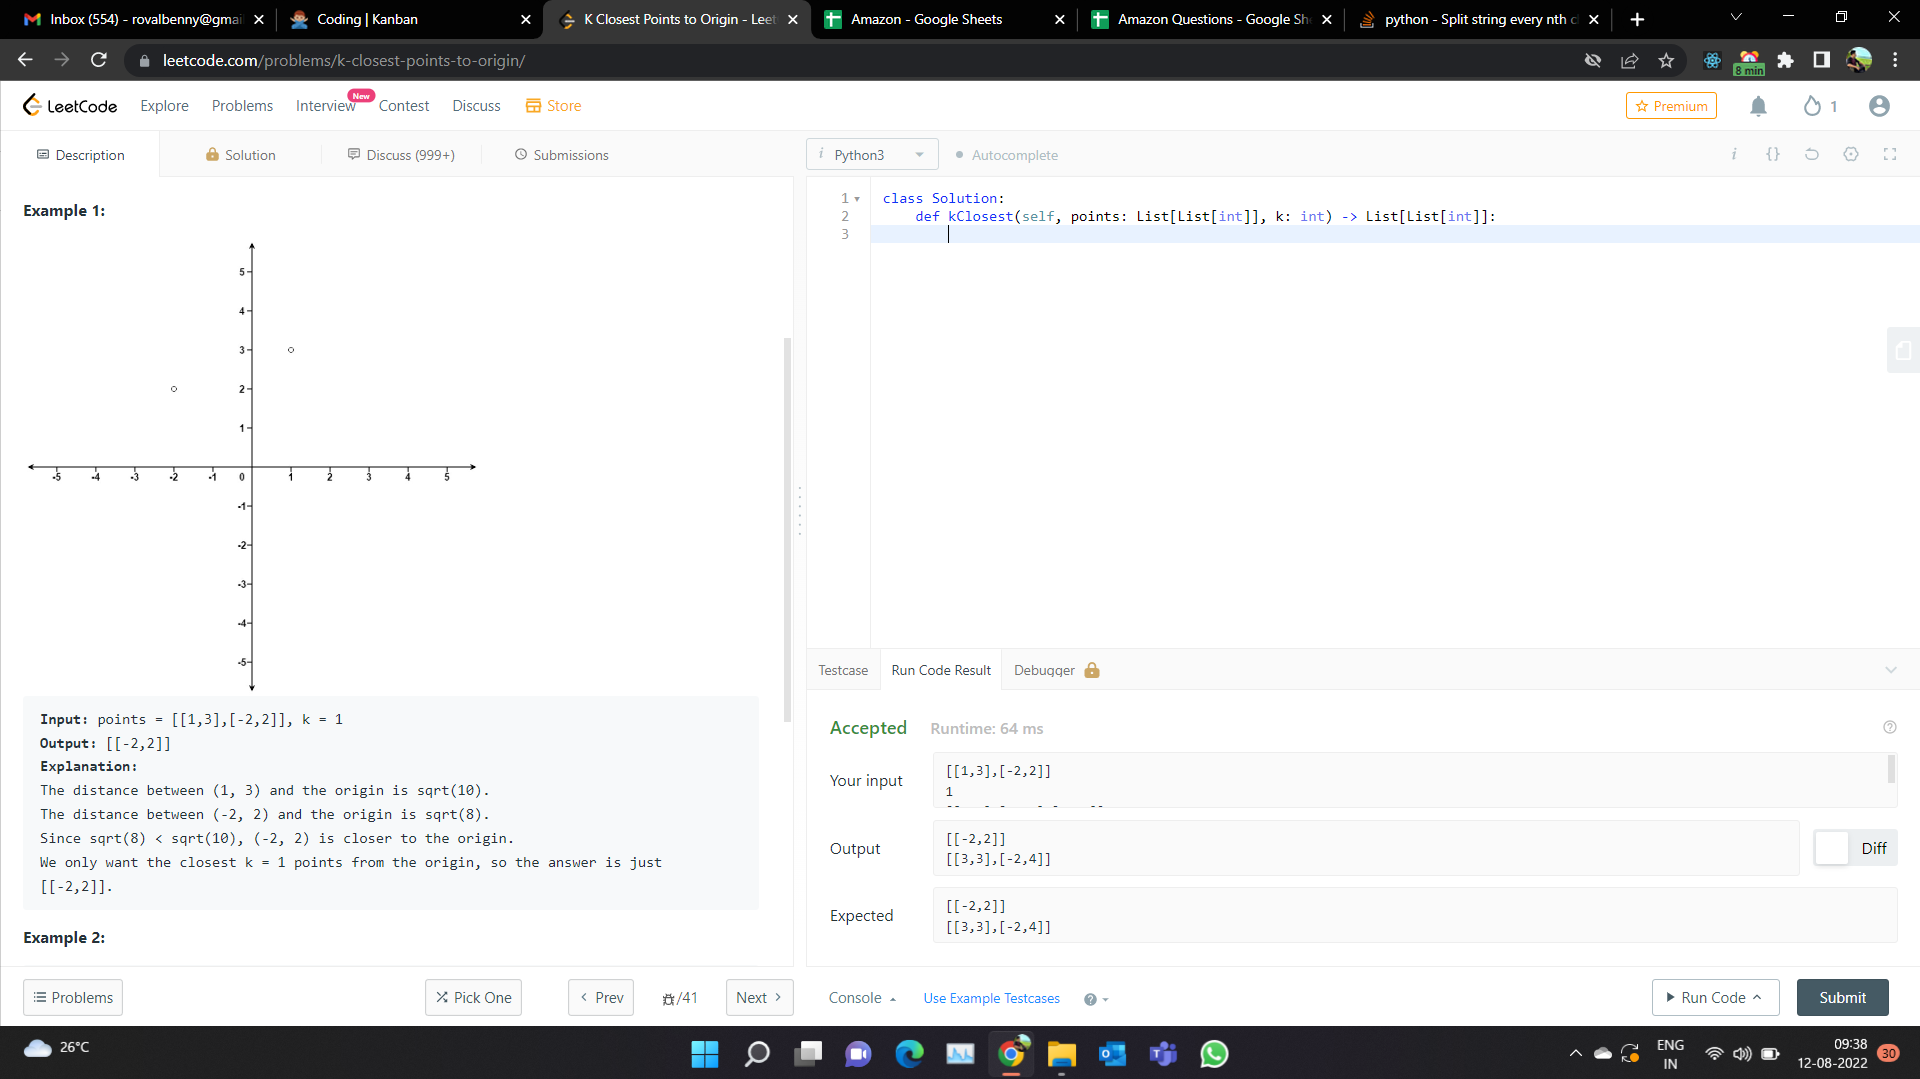 Inbox (554) - rovalbenny@gmai
Coding | Kanban
K Closest Points to Origin - Leet
Amazon - Google Sheets
Amazon Questions - Google Sh
python - Split string every nth c
leetcode.com/problems/k-closest-points-to-origin/
8 min
LeetCode
Explore
Problems
Interview
New
Contest
Discuss
Store
Premium
1
Description
Solution
Discuss (999+)
Submissions
Python3
Autocomplete
Example 1:
5
4
3
2
1
-5 -4 -3 -2 -1 0 1 2 3 4 5
-1
-2
-3
-4
-5
Input: points = [[1,3],[-2,2]], k = 1
Output: [[-2,2]]
Explanation:
The distance between (1, 3) and the origin is sqrt(10).
The distance between (-2, 2) and the origin is sqrt(8).
Since sqrt(8) < sqrt(10), (-2, 2) is closer to the origin.
We only want the closest k = 1 points from the origin, so the answer is just
[[-2,2]].
Example 2:
1 class Solution:
2 def kClosest(self, points: List[List[int]], k: int) -> List[List[int]]:
3
Testcase
Run Code Result
Debugger
Accepted
Runtime: 64 ms
Your input
[[1,3],[-2,2]]
1
Output
[[-2,2]]
[[3,3],[-2,4]]
Diff
Expected
[[-2,2]]
[[3,3],[-2,4]]
Problems
Pick One
Prev
/41
Next
Console
Use Example Testcases
Run Code
Submit
26°C
ENG
IN
09:38
12-08-2022
30